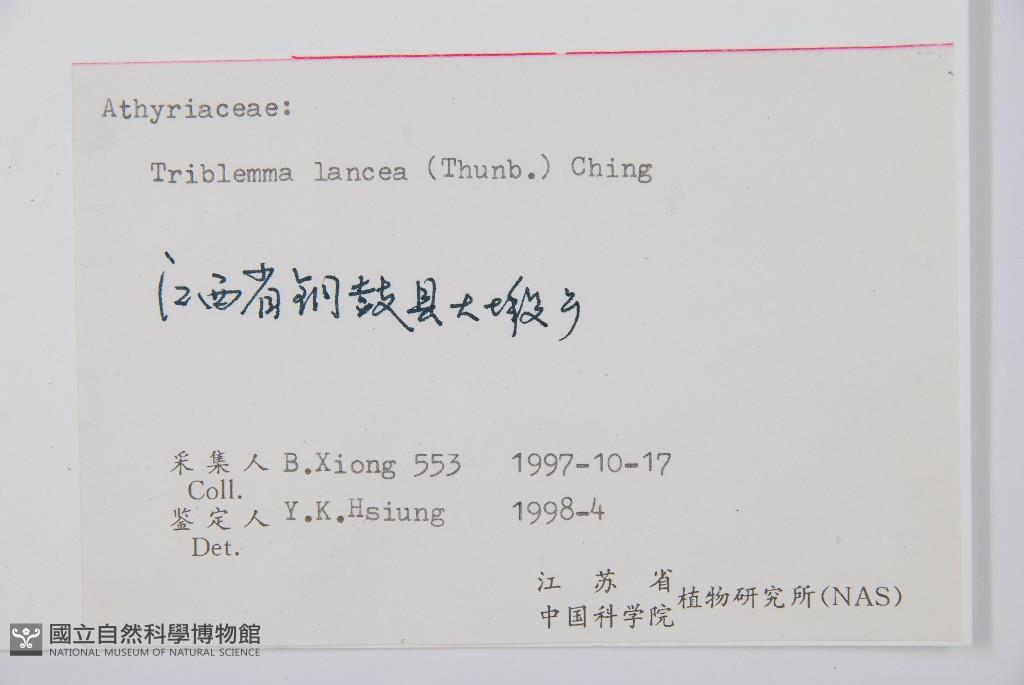 Athyriaceae:
Triblemma lancea (Thunb.) Ching
江西省铜鼓县大塅乡
采集人 B.Xiong 553 1997-10-17
Coll.
鉴定人 Y.K.Hsiung 1998-4
Det.
江苏省
中国科学院 植物研究所(NAS)
國立自然科學博物館
NATIONAL MUSEUM OF NATURAL SCIENCE